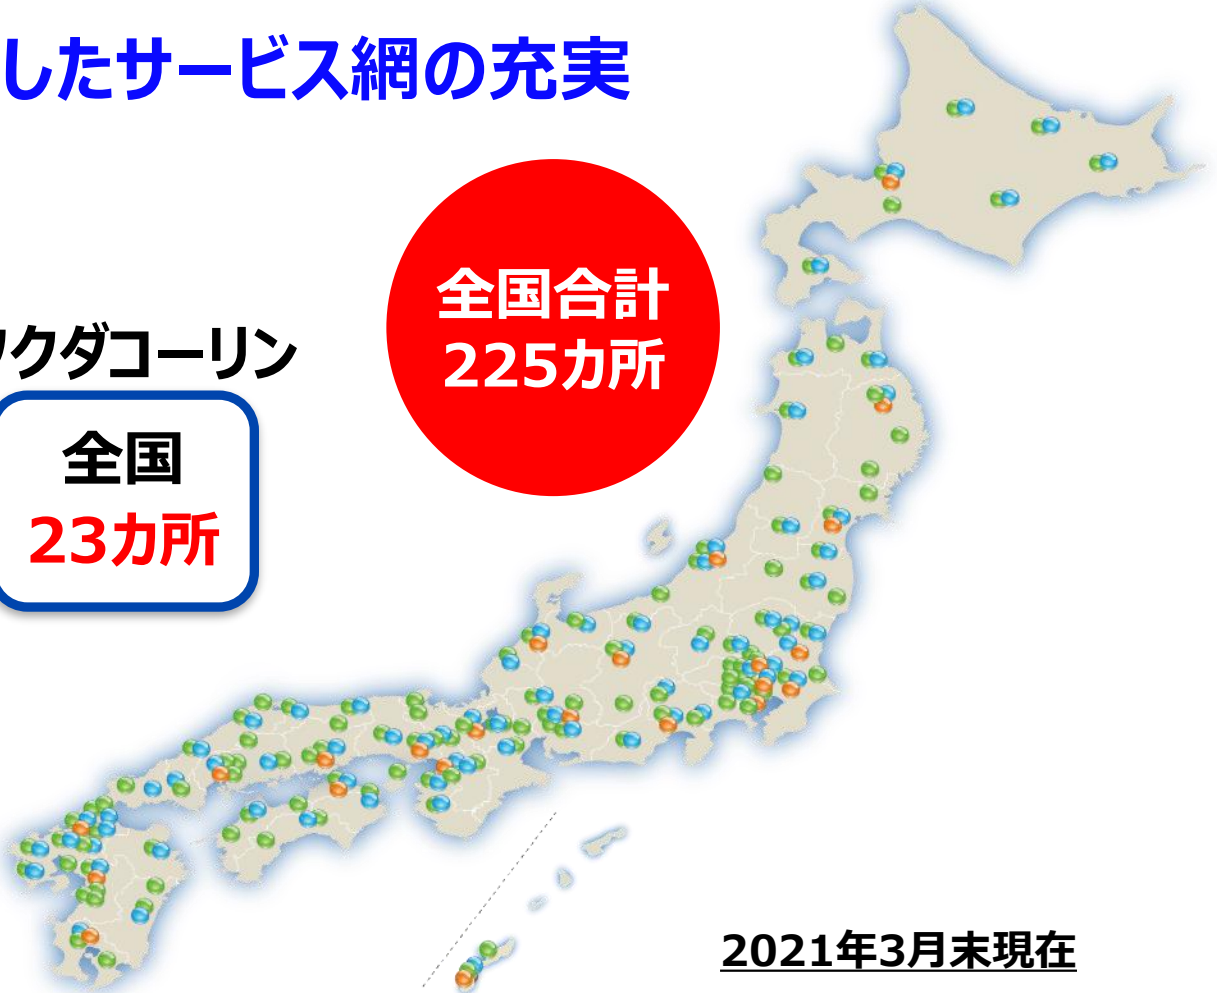 したサービス網の充実
全国合計
225カ所
フクダコーリン
全国
23カ所
2021年3月末現在